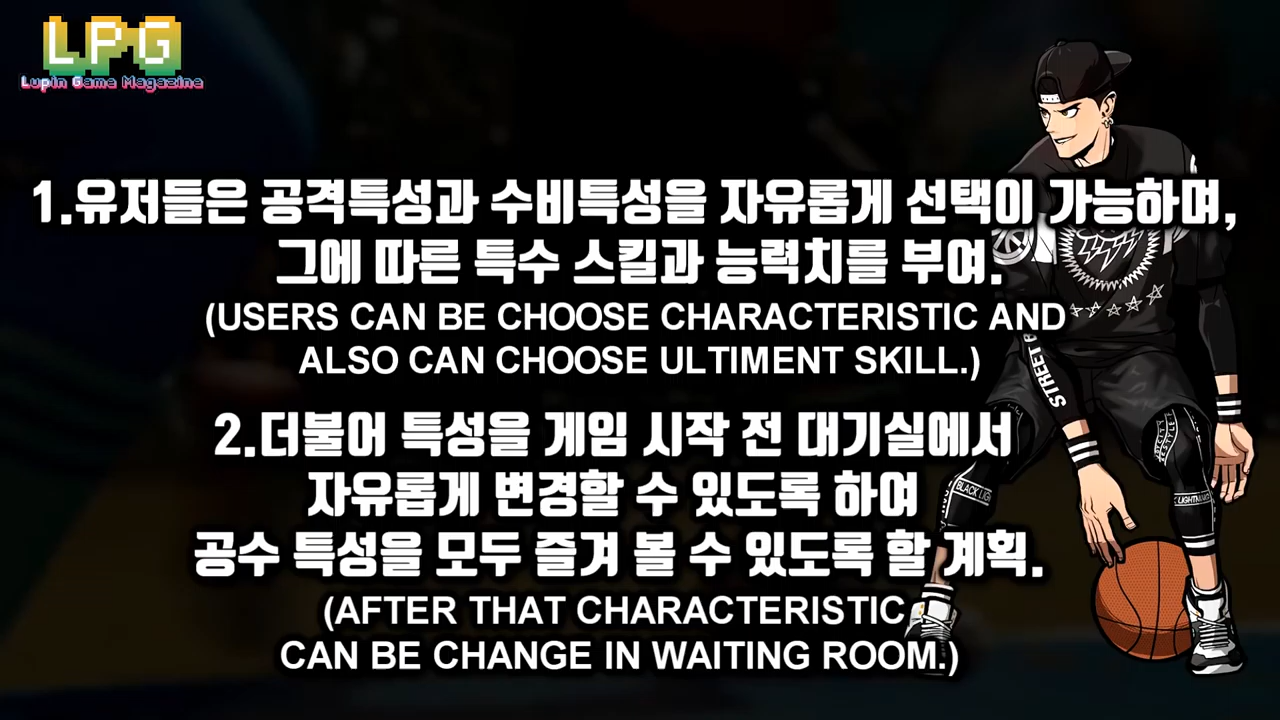 LPG
Lupin Game Magazine
1.유저들은 공격특성과 수비특성을 자유롭게 선택이 가능하며,
그에 따른 특수 스킬과 능력치를 부여.
(USERS CAN BE CHOOSE CHARACTERISTIC AND
ALSO CAN CHOOSE ULTIMENT SKILL.)
2.더불어 특성을 게임 시작 전 대기실에서
자유롭게 변경할 수 있도록 하여
공수 특성을 모두 즐겨 볼 수 있도록 할 계획.
(AFTER THAT CHARACTERISTIC
CAN BE CHANGE IN WAITING ROOM.)
STREET
BLACK LIG
LIGHTNING